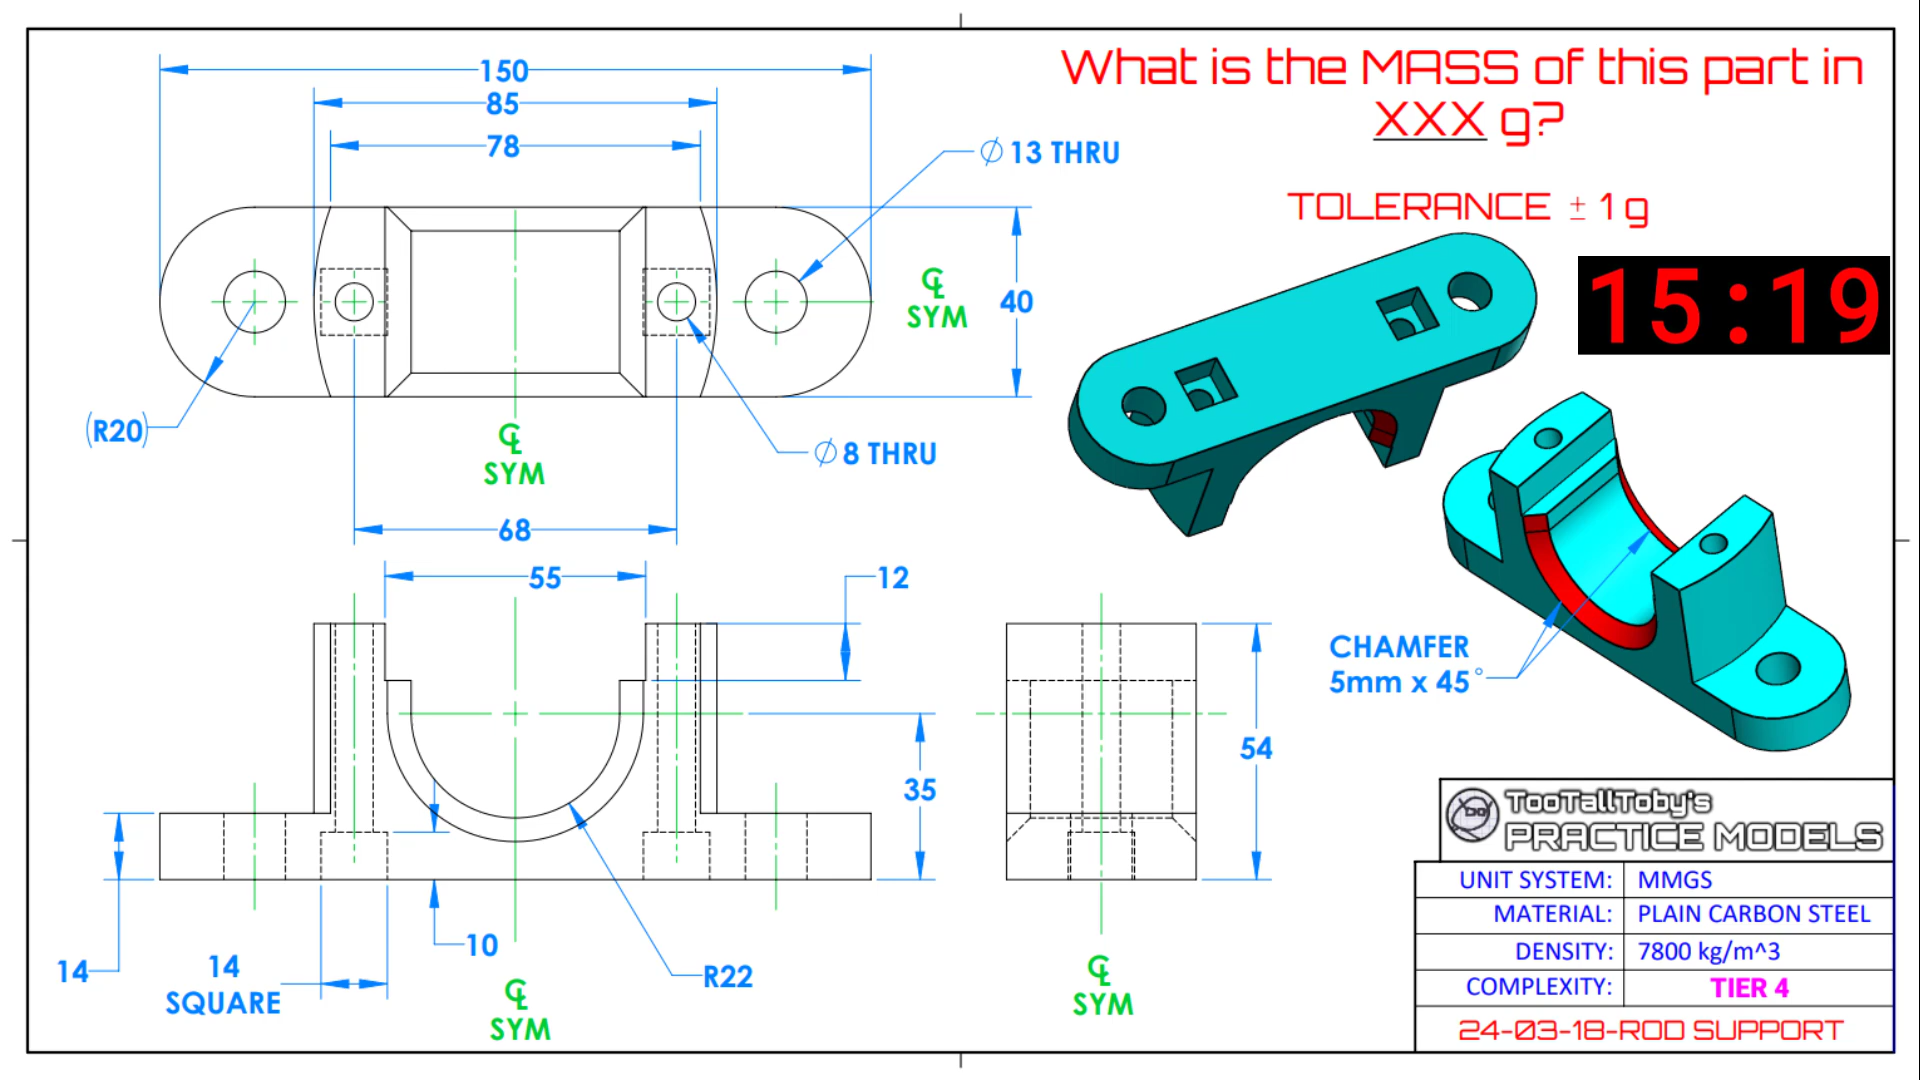 What is the MASS of this part in
XXX g?
TOLERANCE ± 1 g
15:19
150
85
78
⌀ 13 THRU
℄
SYM
40
(R20)
℄
SYM
⌀ 8 THRU
68
55
12
35
54
CHAMFER
5mm x 45°
14
14
SQUARE
10
R22
℄
SYM
℄
SYM
TooTallToby's
PRACTICE MODELS
UNIT SYSTEM: MMGS
MATERIAL: PLAIN CARBON STEEL
DENSITY: 7800 kg/m^3
COMPLEXITY: TIER 4
24-03-18-ROD SUPPORT